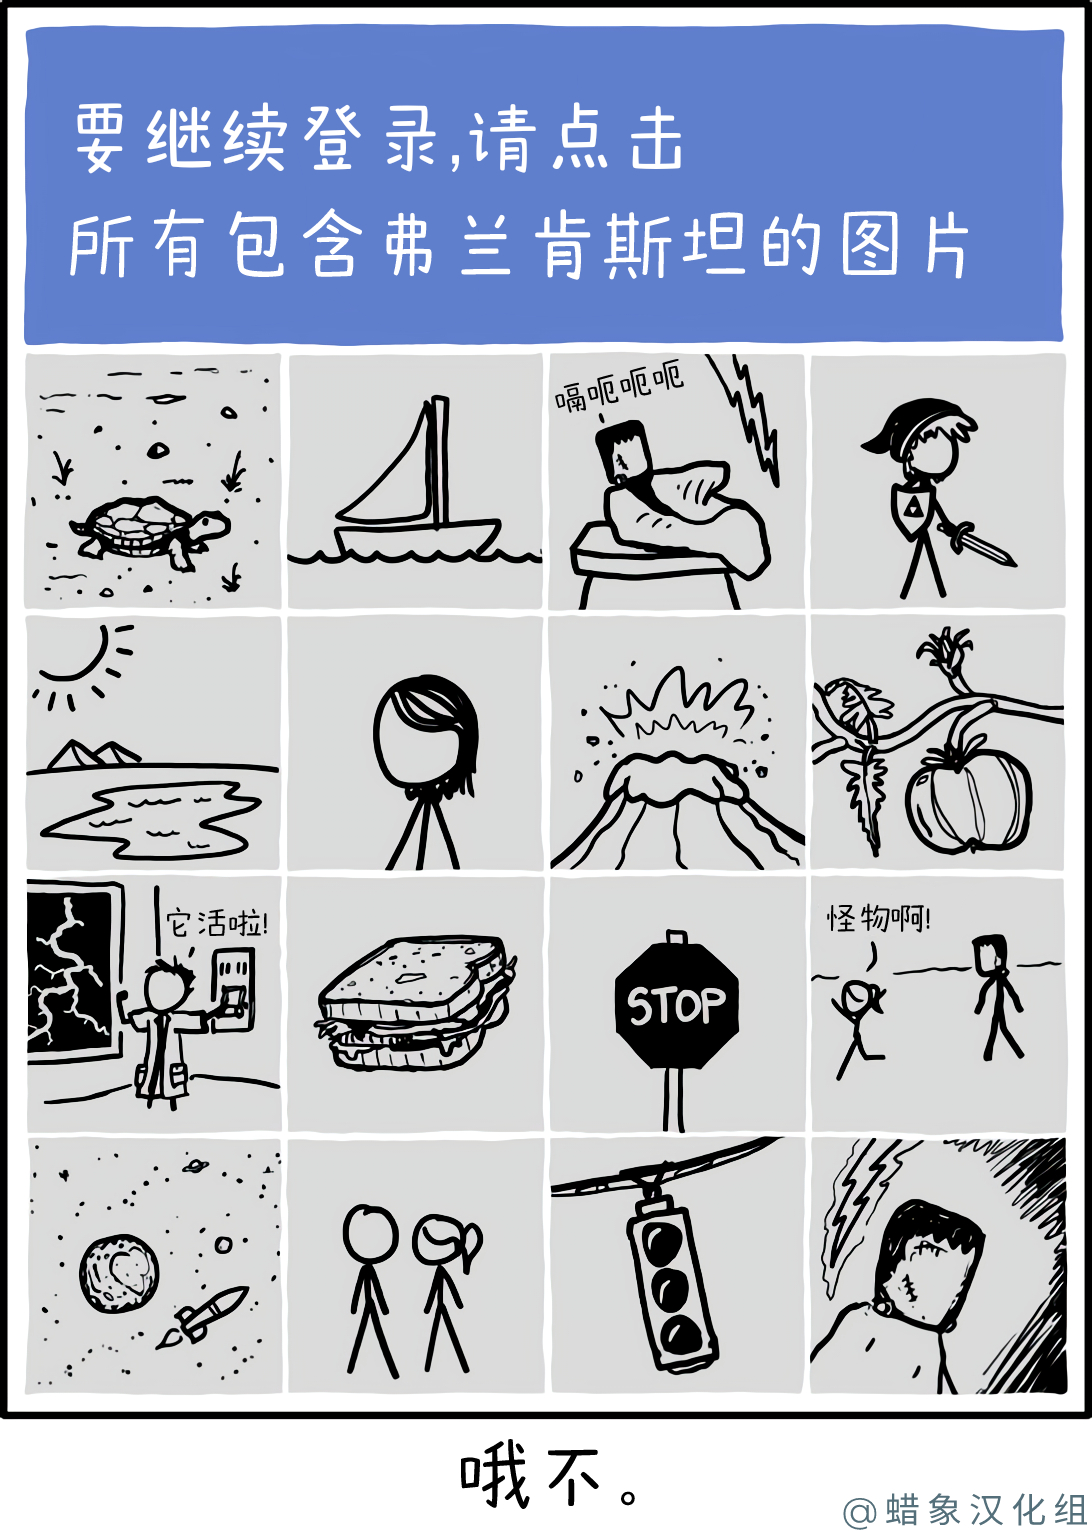 要继续登录,请点击
所有包含弗兰肯斯坦的图片
嗝呃呃呃
它活啦!
STOP
怪物啊!
哦不。
@蜡象汉化组